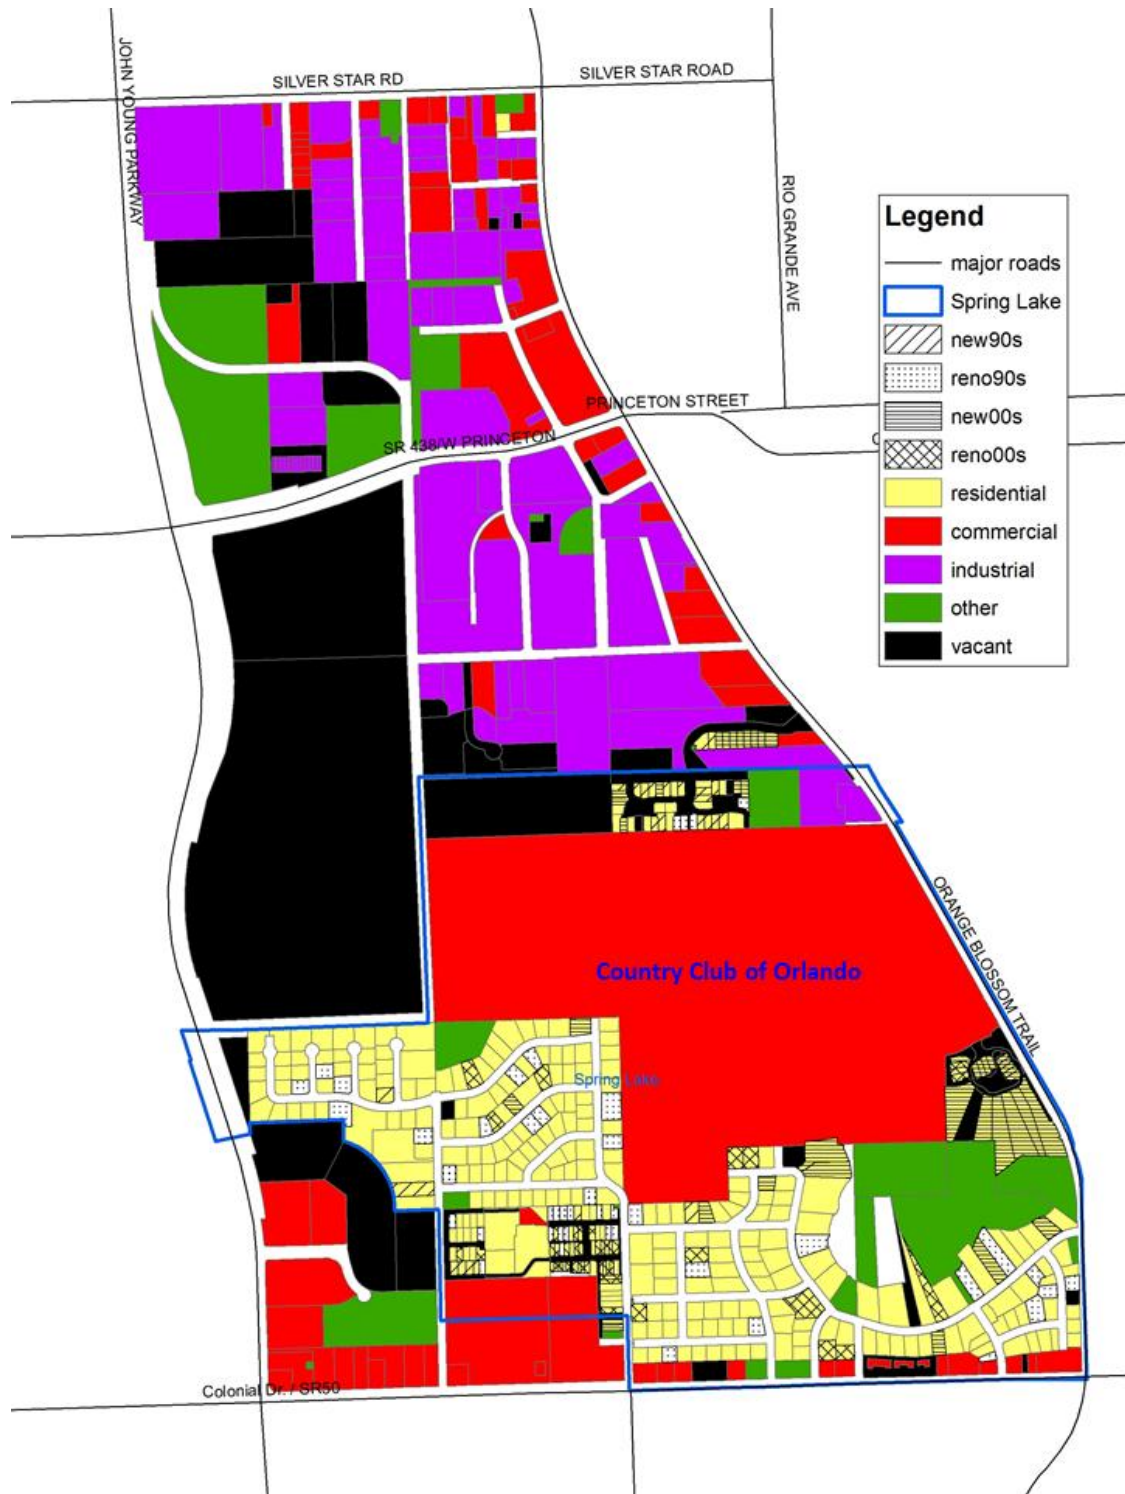 SILVER STAR RD
SILVER STAR ROAD
JOHN YOUNG PARKWAY
RIO GRANDE AVE
Legend
major roads
Spring Lake
new90s
reno90s
new00s
reno00s
residential
commercial
industrial
other
vacant
PRINCETON STREET
SR 438/W PRINCETON
ORANGE BLOSSOM TRAIL
Country Club of Orlando
Spring Lake
Colonial Dr. / SR50